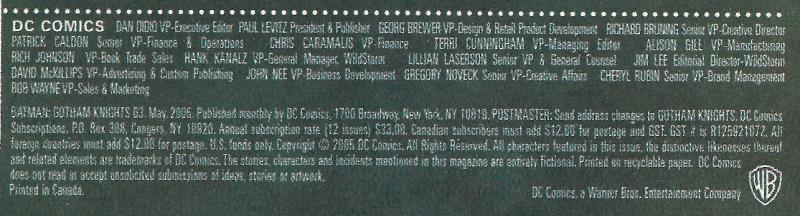 DC COMICS DAN DIDIO VP-Executive Editor PAUL LEVITZ President & Publisher GEORG BREWER VP-Design & Retail Product Development RICHARD BRUNING Senior VP-Creative Director
PATRICK CALDON Senior VP-Finance & Operations CHRIS CARAMALIS VP-Finance TERRI CUNNINGHAM VP-Managing Editor ALISON GILL VP-Manufacturing
RICH JOHNSON VP-Book Trade Sales HANK KANALZ VP-General Manager, WildStorm LILLIAN LASERSON Senior VP & General Counsel JIM LEE Editorial Director-WildStorm
DAVID McKILLIPS VP-Advertising & Custom Publishing JOHN NEE VP-Business Development GREGORY NOVECK Senior VP-Creative Affairs CHERYL RUBIN Senior VP-Brand Management
BOB WAYNE VP-Sales & Marketing
BATMAN: GOTHAM KNIGHTS 63. May, 2005. Published monthly by DC Comics, 1700 Broadway, New York, NY 10019. POSTMASTER: Send address changes to GOTHAM KNIGHTS, DC Comics
Subscriptions, P.O. Box 308, Congers, NY 10920. Annual subscription rate (12 issues) $33.00. Canadian subscribers must add $12.00 for postage and GST. GST # is R125921072. All
foreign countries must add $12.00 for postage. U.S. funds only. Copyright © 2005 DC Comics. All Rights Reserved. All characters featured in this issue, the distinctive likenesses thereof
and related elements are trademarks of DC Comics. The stories, characters and incidents mentioned in this magazine are entirely fictional. Printed on recyclable paper. DC Comics
does not read or accept unsolicited submissions of ideas, stories or artwork.
Printed in Canada. DC Comics, a Warner Bros. Entertainment Company
WB